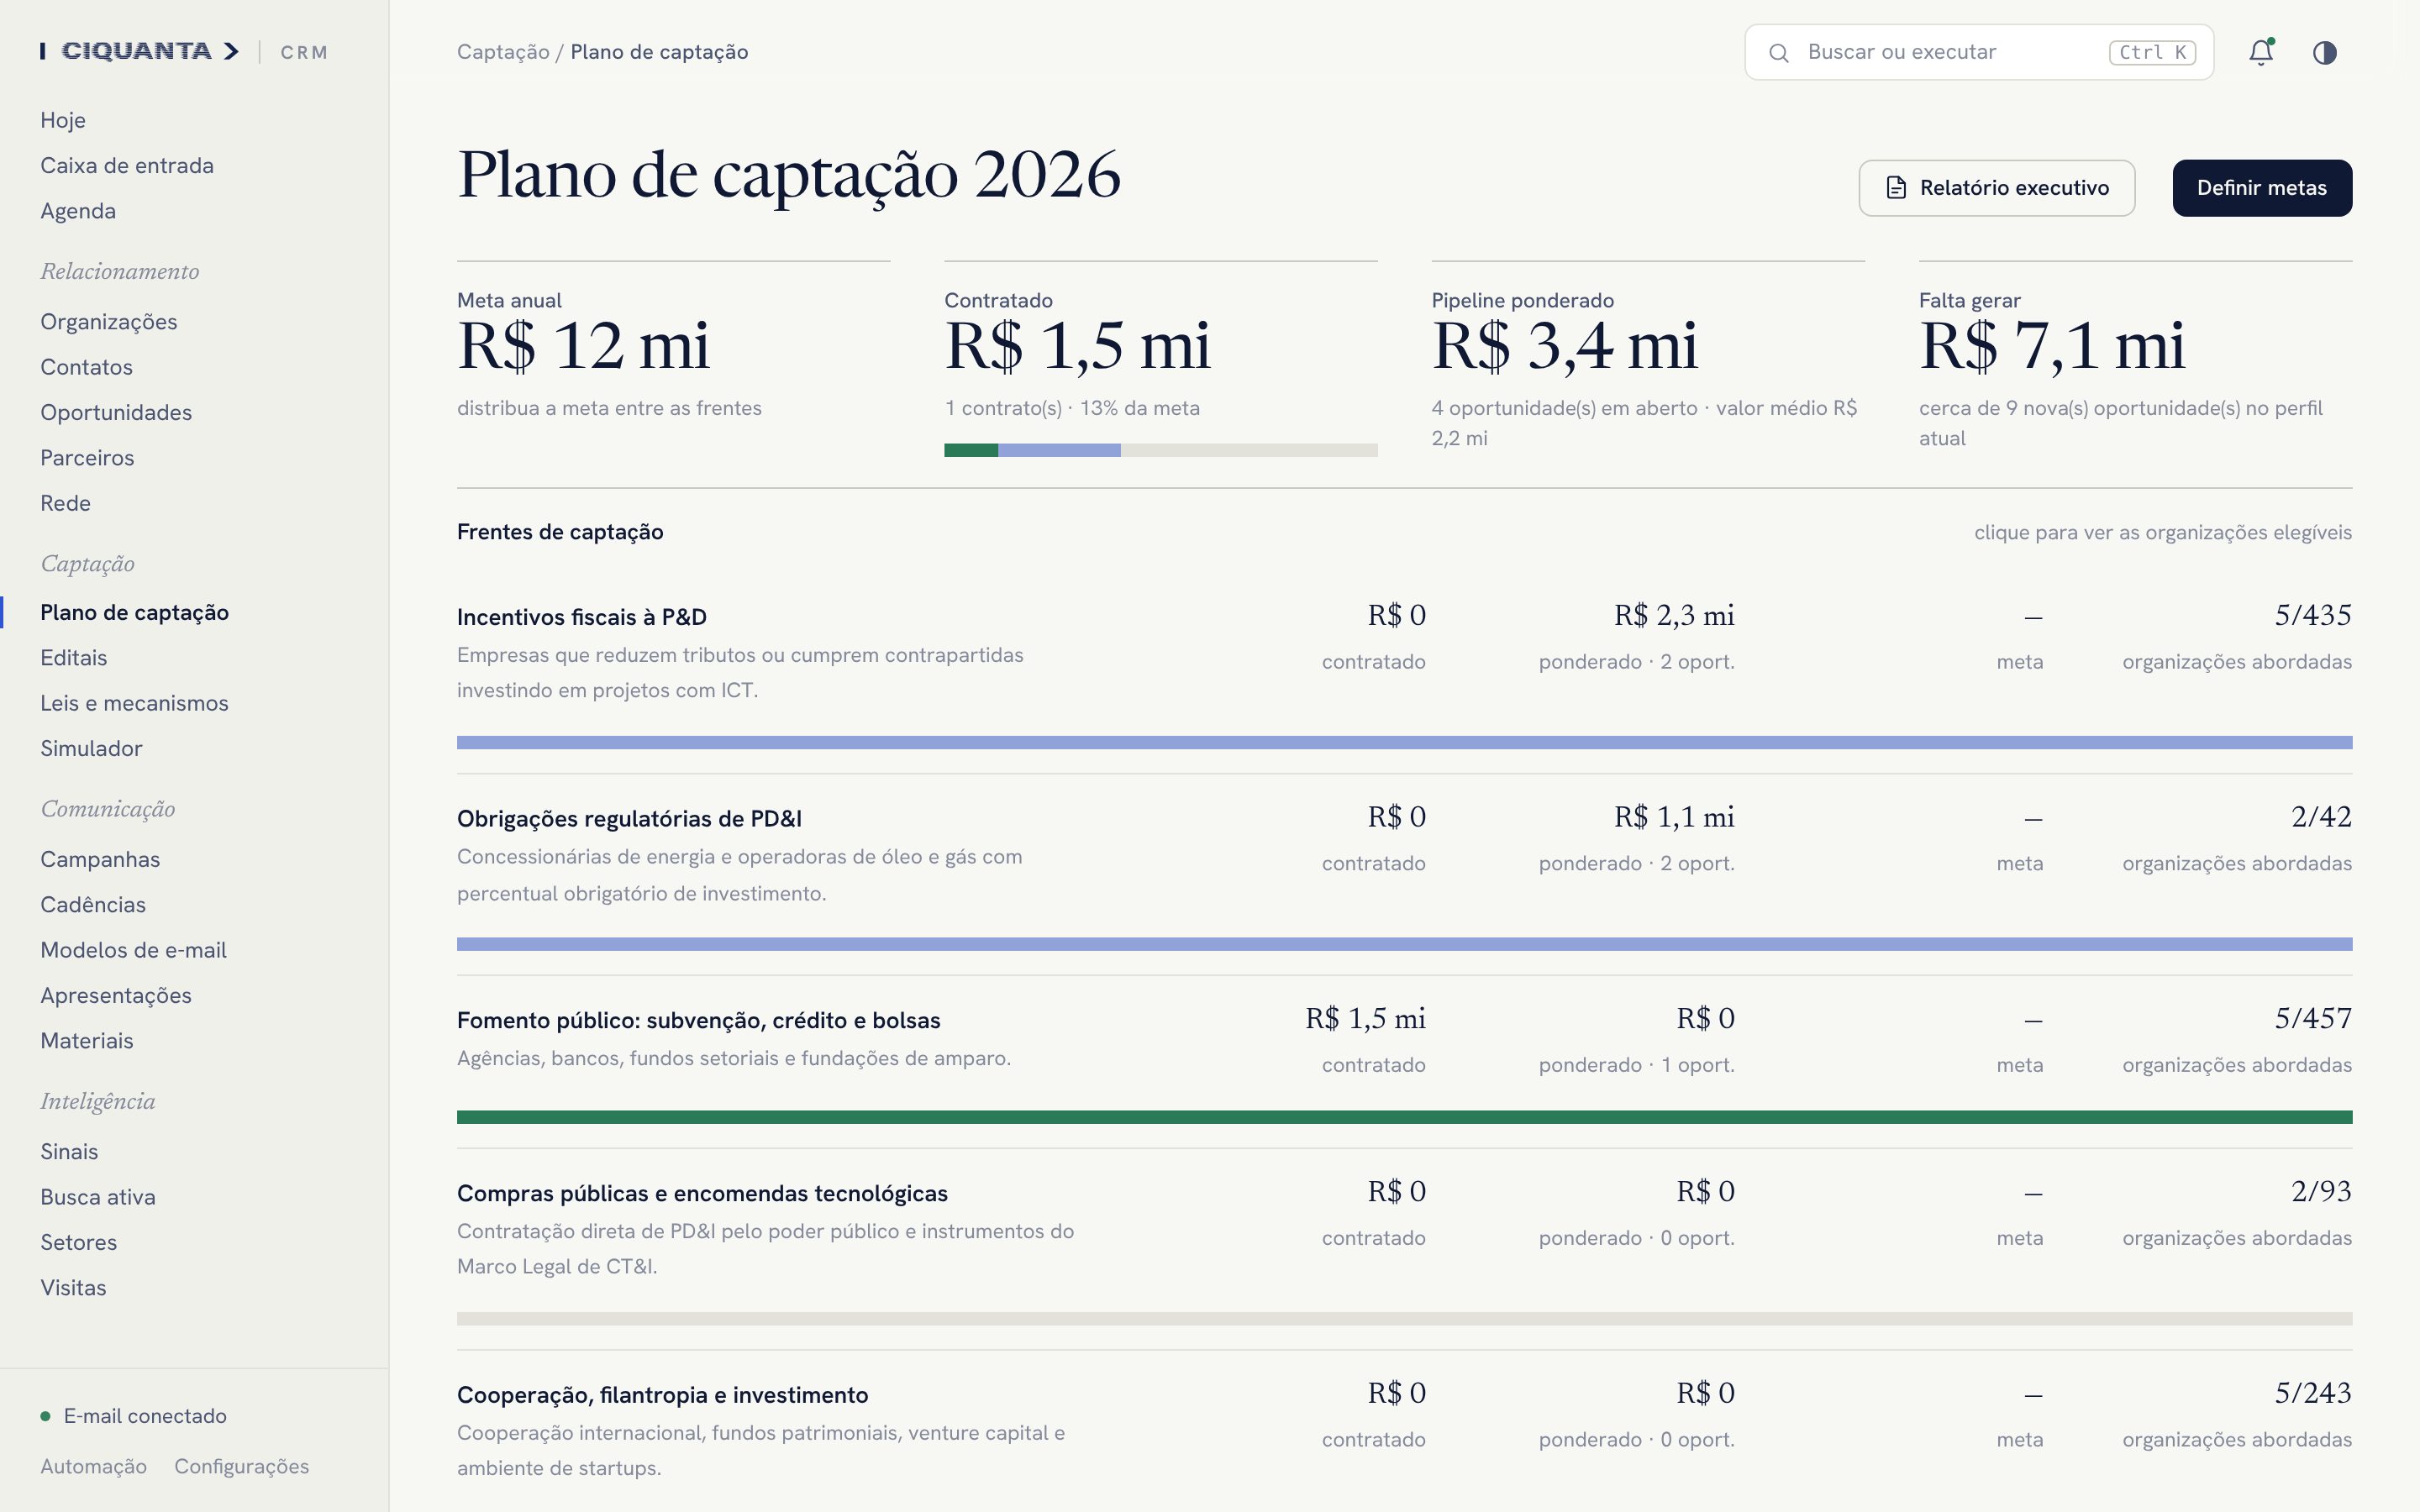 CIQUANTA CRM
Hoje
Caixa de entrada
Agenda
Relacionamento
Organizações
Contatos
Oportunidades
Parceiros
Rede
Captação
Plano de captação
Editais
Leis e mecanismos
Simulador
Comunicação
Campanhas
Cadências
Modelos de e-mail
Apresentações
Materiais
Inteligência
Sinais
Busca ativa
Setores
Visitas
E-mail conectado
Automação Configurações
Captação / Plano de captação
Buscar ou executar Ctrl K
Plano de captação 2026
Relatório executivo
Definir metas
Meta anual
R$ 12 mi
distribua a meta entre as frentes
Contratado
R$ 1,5 mi
1 contrato(s) · 13% da meta
Pipeline ponderado
R$ 3,4 mi
4 oportunidade(s) em aberto · valor médio R$
2,2 mi
Falta gerar
R$ 7,1 mi
cerca de 9 nova(s) oportunidade(s) no perfil
atual
Frentes de captação
clique para ver as organizações elegíveis
Incentivos fiscais à P&D
Empresas que reduzem tributos ou cumprem contrapartidas
investindo em projetos com ICT.
R$ 0
contratado
R$ 2,3 mi
ponderado · 2 oport.
—
meta
5/435
organizações abordadas
Obrigações regulatórias de PD&I
Concessionárias de energia e operadoras de óleo e gás com
percentual obrigatório de investimento.
R$ 0
contratado
R$ 1,1 mi
ponderado · 2 oport.
—
meta
2/42
organizações abordadas
Fomento público: subvenção, crédito e bolsas
Agências, bancos, fundos setoriais e fundações de amparo.
R$ 1,5 mi
contratado
R$ 0
ponderado · 1 oport.
—
meta
5/457
organizações abordadas
Compras públicas e encomendas tecnológicas
Contratação direta de PD&I pelo poder público e instrumentos do
Marco Legal de CT&I.
R$ 0
contratado
R$ 0
ponderado · 0 oport.
—
meta
2/93
organizações abordadas
Cooperação, filantropia e investimento
Cooperação internacional, fundos patrimoniais, venture capital e
ambiente de startups.
R$ 0
contratado
R$ 0
ponderado · 0 oport.
—
meta
5/243
organizações abordadas